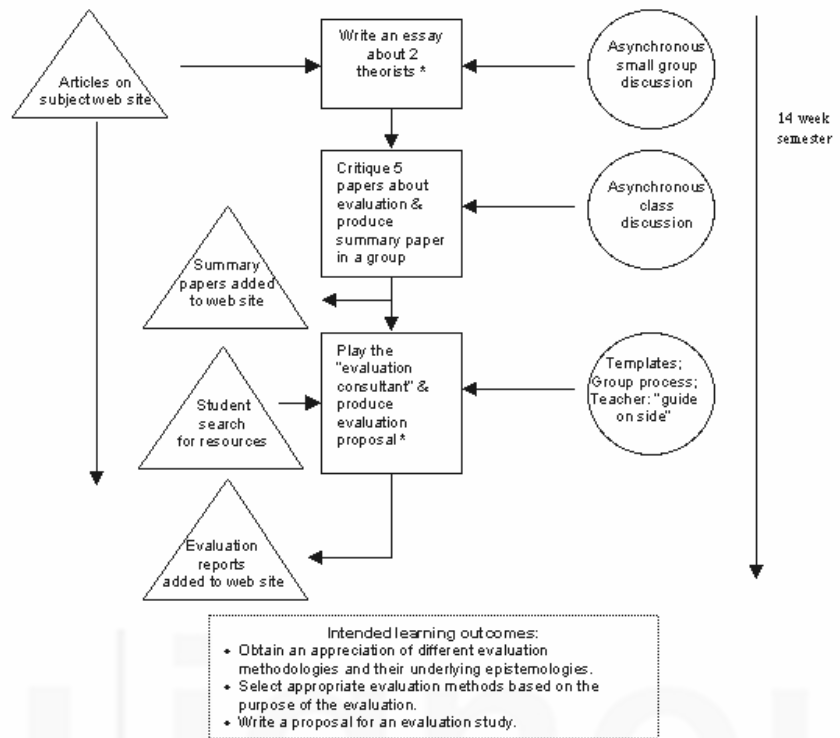 Articles on
subject web site
Write an essay
about 2
theorists *
Asynchronous
small group
discussion
14 week
semester
Critique 5
papers about
evaluation &
produce
summary paper
in a group
Asynchronous
class
discussion
Summary
papers added
to web site
Play the
"evaluation
consultant" &
produce
evaluation
proposal *
Student
search
for resources
Templates;
Group process;
Teacher: "guide
on side"
Evaluation
reports
added to web site
Intended learning outcomes:
• Obtain an appreciation of different evaluation
methodologies and their underlying epistemologies.
• Select appropriate evaluation methods based on the
purpose of the evaluation.
• Write a proposal for an evaluation study.